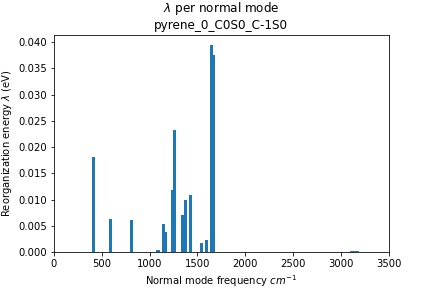 λ per normal mode
pyrene_0_C0S0_C-1S0
Reorganization energy λ (eV)
0.040
0.035
0.030
0.025
0.020
0.015
0.010
0.005
0.000
0 500 1000 1500 2000 2500 3000 3500
Normal mode frequency cm⁻¹